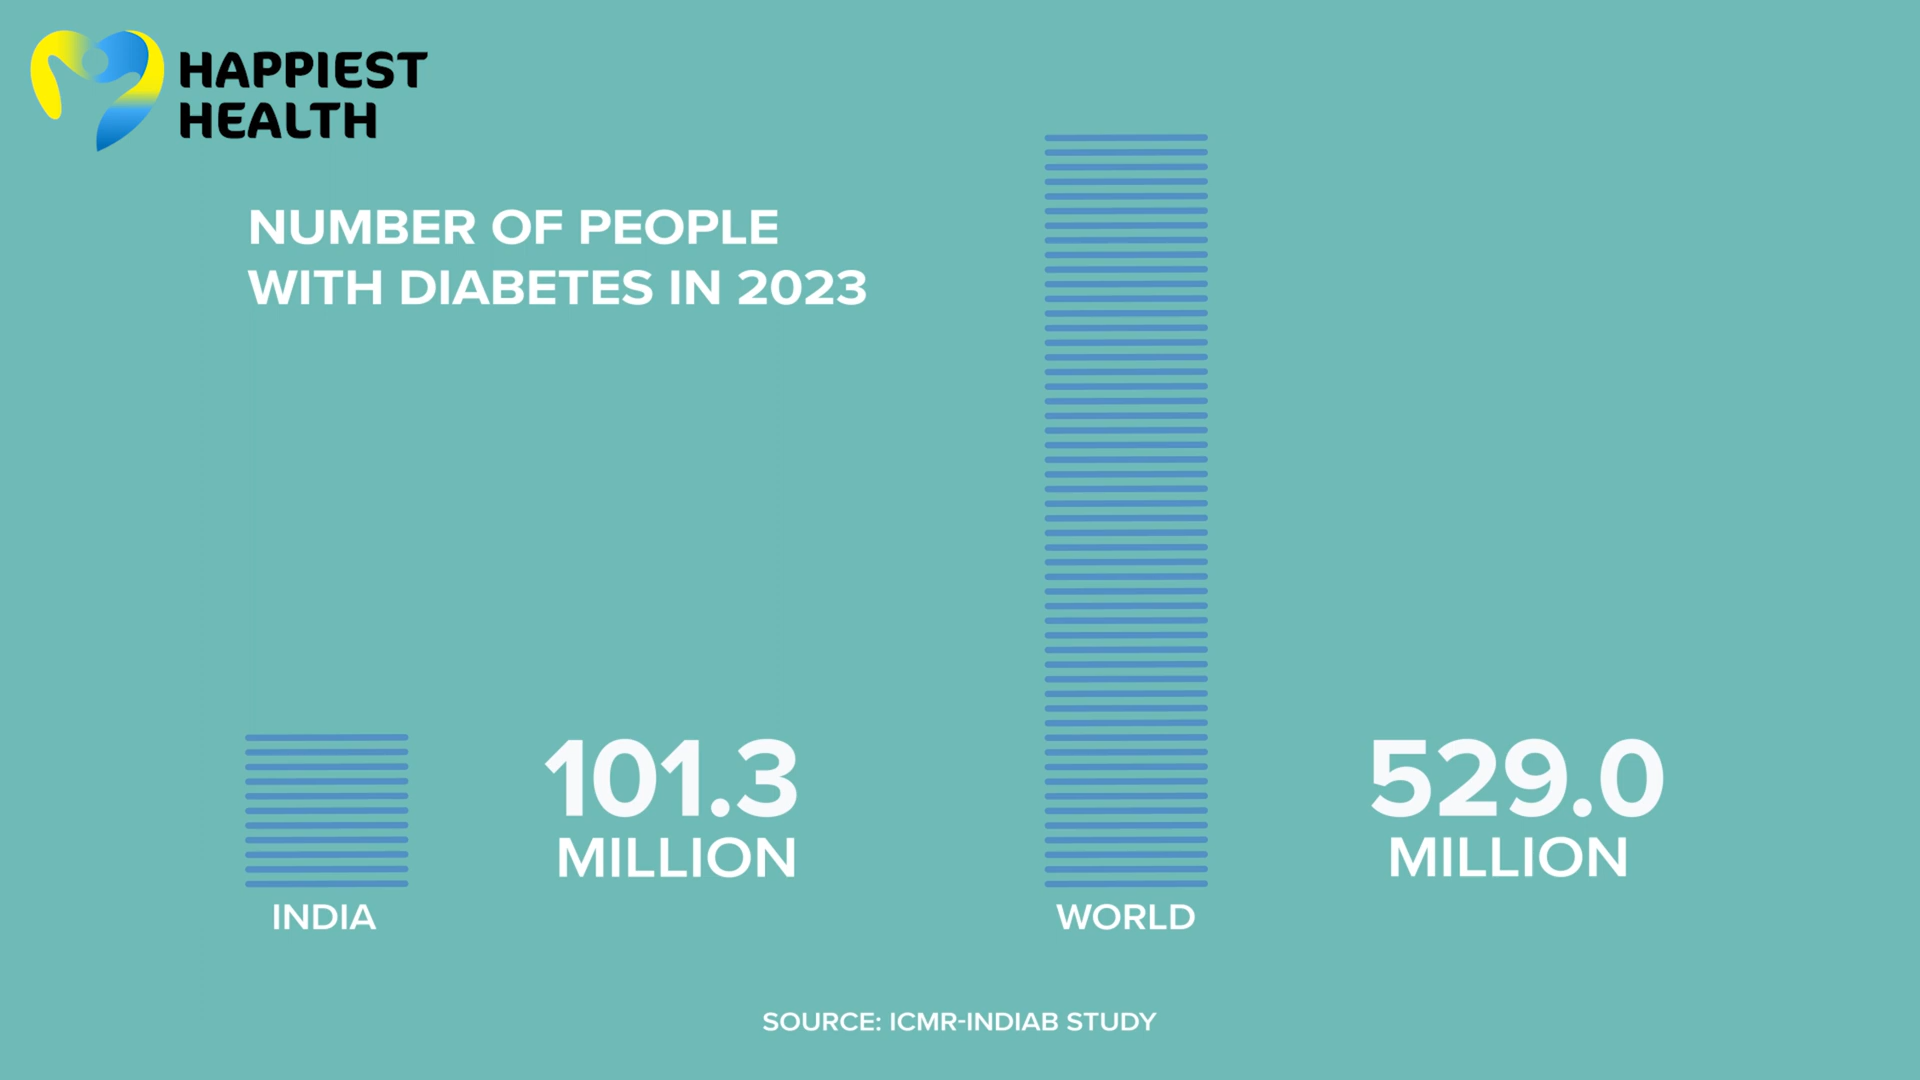 HAPPIEST
HEALTH
NUMBER OF PEOPLE
WITH DIABETES IN 2023
101.3
MILLION
INDIA
529.0
MILLION
WORLD
SOURCE: ICMR-INDIAB STUDY